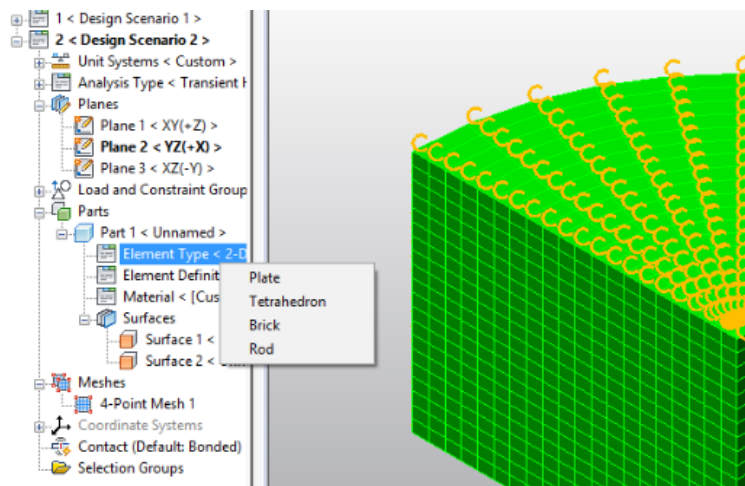 1 < Design Scenario 1 >
2 < Design Scenario 2 >
Unit Systems < Custom >
Analysis Type < Transient H
Planes
Plane 1 < XY(+Z) >
Plane 2 < YZ(+X) >
Plane 3 < XZ(-Y) >
Load and Constraint Group
Parts
Part 1 < Unnamed >
Element Type < 2-D
Element Definit
Material < [Cus
Surfaces
Surface 1 <
Surface 2 <
Plate
Tetrahedron
Brick
Rod
Meshes
4-Point Mesh 1
Coordinate Systems
Contact (Default: Bonded)
Selection Groups